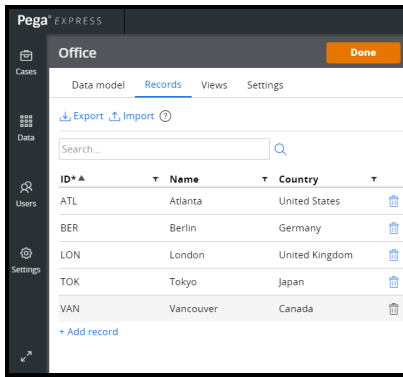 Pega® EXPRESS
Office
Done
Cases
Data model Records Views Settings
Export Import ?
Data
Search...
ID* Name Country
ATL Atlanta United States
Users
BER Berlin Germany
LON London United Kingdom
Settings
TOK Tokyo Japan
VAN Vancouver Canada
+ Add record